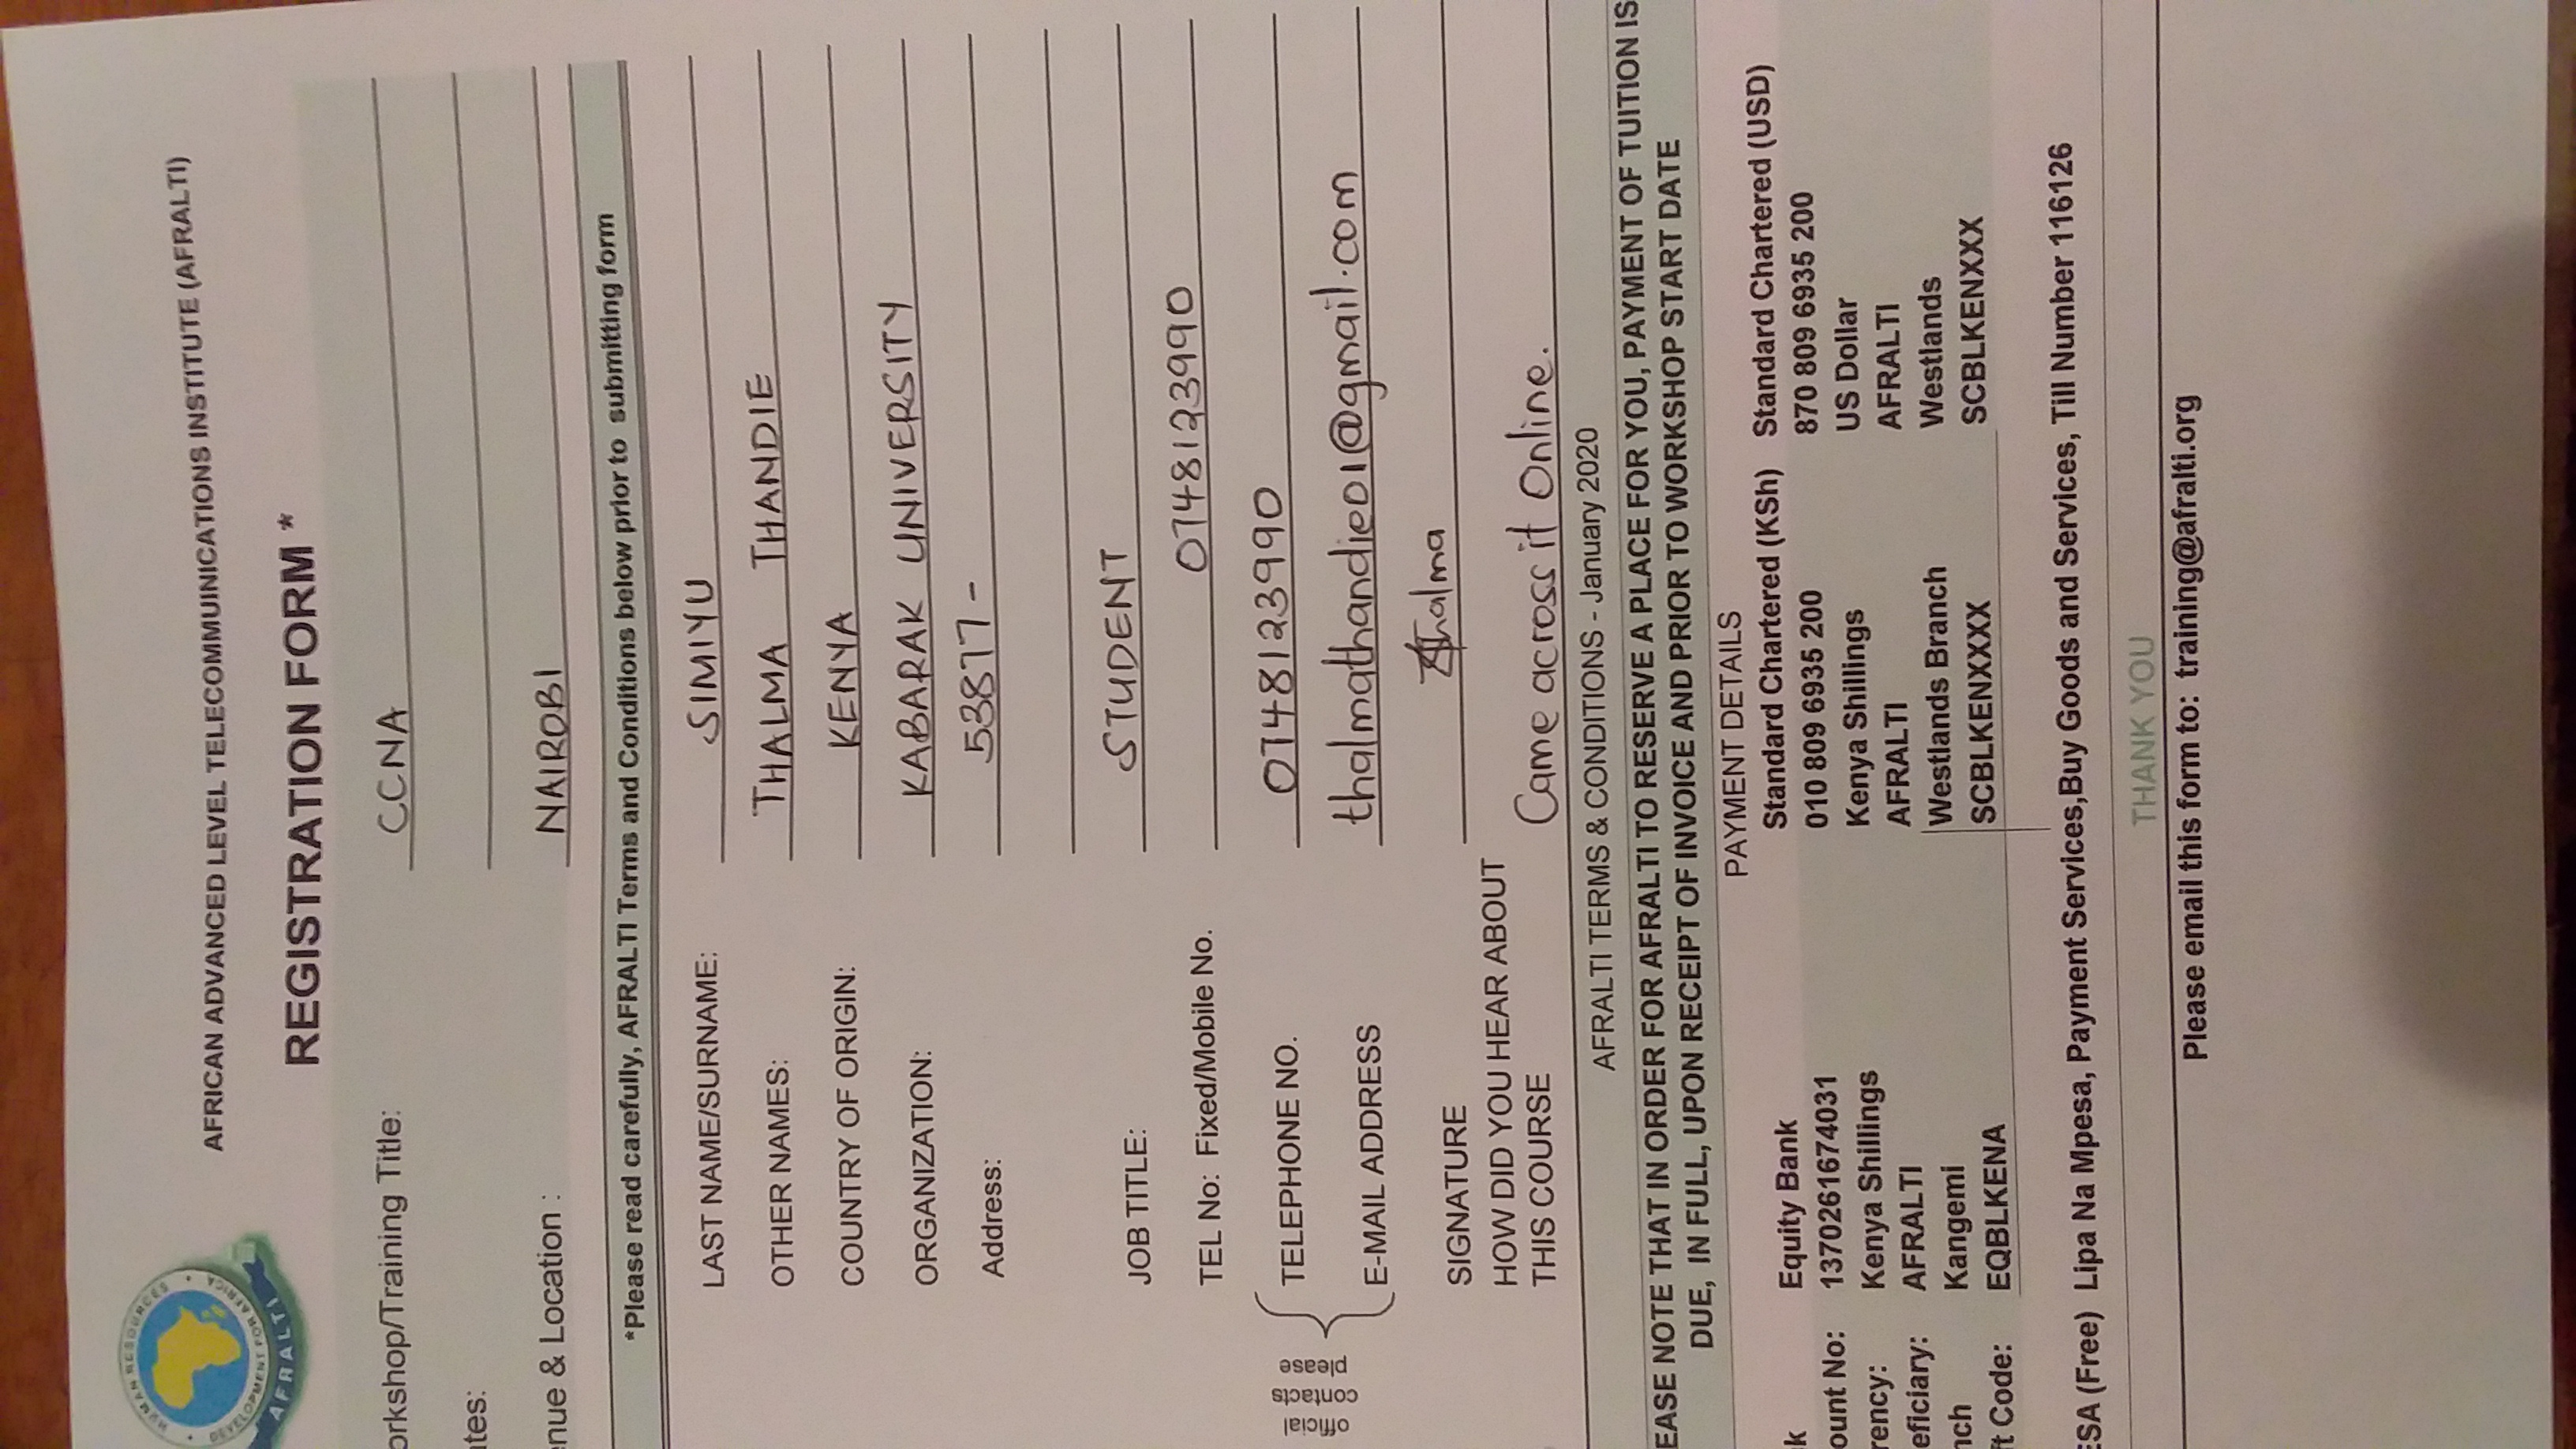 HUMAN RESOURCES
DEVELOPMENT FOR AFRICA
AFRALTI
AFRICAN ADVANCED LEVEL TELECOMMUINICATIONS INSTITUTE (AFRALTI)
REGISTRATION FORM *
orkshop/Training Title: CCNA
tes:
enue & Location : NAIROBI
*Please read carefully, AFRALTI Terms and Conditions below prior to submitting form
LAST NAME/SURNAME: SIMIYU
OTHER NAMES: THALMA THANDIE
COUNTRY OF ORIGIN: KENYA
ORGANIZATION: KABARAK UNIVERSITY
Address: 53877 -
JOB TITLE: STUDENT
TEL No: Fixed/Mobile No. 0748123990
official contacts please
TELEPHONE NO. 0748123990
E-MAIL ADDRESS thalmathandie01@gmail.com
SIGNATURE Thalma
HOW DID YOU HEAR ABOUT
THIS COURSE Came across it Online.
AFRALTI TERMS & CONDITIONS - January 2020
EASE NOTE THAT IN ORDER FOR AFRALTI TO RESERVE A PLACE FOR YOU, PAYMENT OF TUITION IS
DUE, IN FULL, UPON RECEIPT OF INVOICE AND PRIOR TO WORKSHOP START DATE
PAYMENT DETAILS
k Equity Bank Standard Chartered (KSh) Standard Chartered (USD)
ount No: 1370261674031 010 809 6935 200 870 809 6935 200
rency: Kenya Shillings Kenya Shillings US Dollar
eficiary: AFRALTI AFRALTI AFRALTI
nch Kangemi Westlands Branch Westlands
ft Code: EQBLKENA SCBLKENXXXX SCBLKENXXX
ESA (Free) Lipa Na Mpesa, Payment Services,Buy Goods and Services, Till Number 116126
THANK YOU
Please email this form to: training@afralti.org